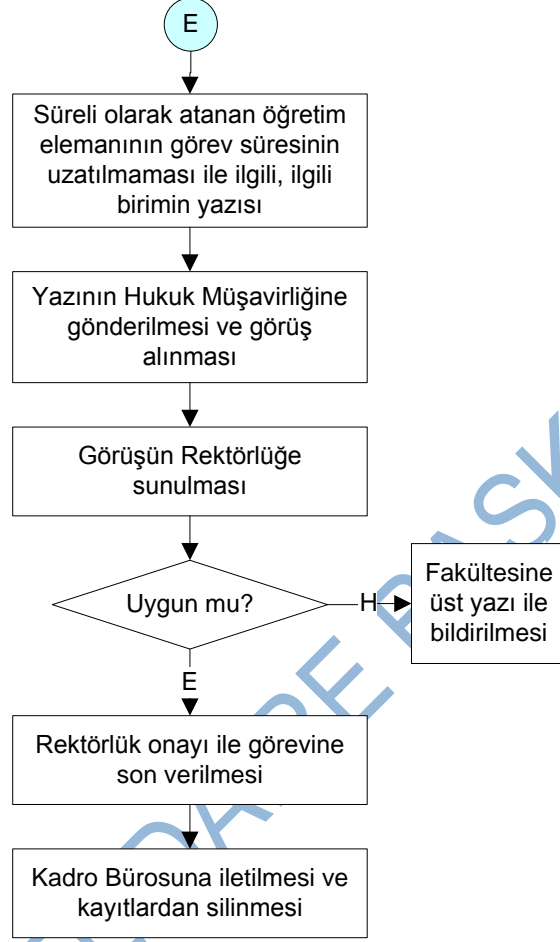 E
Süreli olarak atanan öğretim
elemanının görev süresinin
uzatılmaması ile ilgili, ilgili
birimin yazısı
Yazının Hukuk Müşavirliğine
gönderilmesi ve görüş
alınması
Görüşün Rektörlüğe
sunulması
Uygun mu?
H
Fakültesine
üst yazı ile
bildirilmesi
E
Rektörlük onayı ile görevine
son verilmesi
Kadro Bürosuna iletilmesi ve
kayıtlardan silinmesi